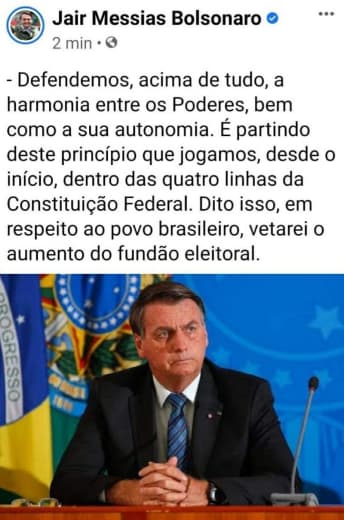 Jair Messias Bolsonaro
2 min •
- Defendemos, acima de tudo, a
harmonia entre os Poderes, bem
como a sua autonomia. É partindo
deste princípio que jogamos, desde o
início, dentro das quatro linhas da
Constituição Federal. Dito isso, em
respeito ao povo brasileiro, vetarei o
aumento do fundão eleitoral.
PROGRESSO